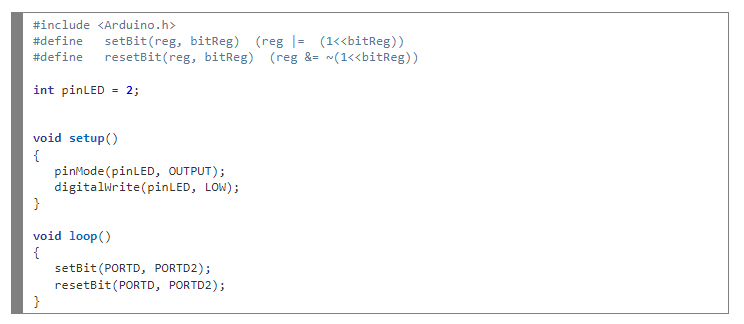 #include <Arduino.h>
#define   setBit(reg, bitReg)  (reg |=  (1<<bitReg))
#define   resetBit(reg, bitReg)  (reg &= ~(1<<bitReg))
int pinLED = 2;
void setup()
{
   pinMode(pinLED, OUTPUT);
   digitalWrite(pinLED, LOW);
}
void loop()
{
   setBit(PORTD, PORTD2);
   resetBit(PORTD, PORTD2);
}